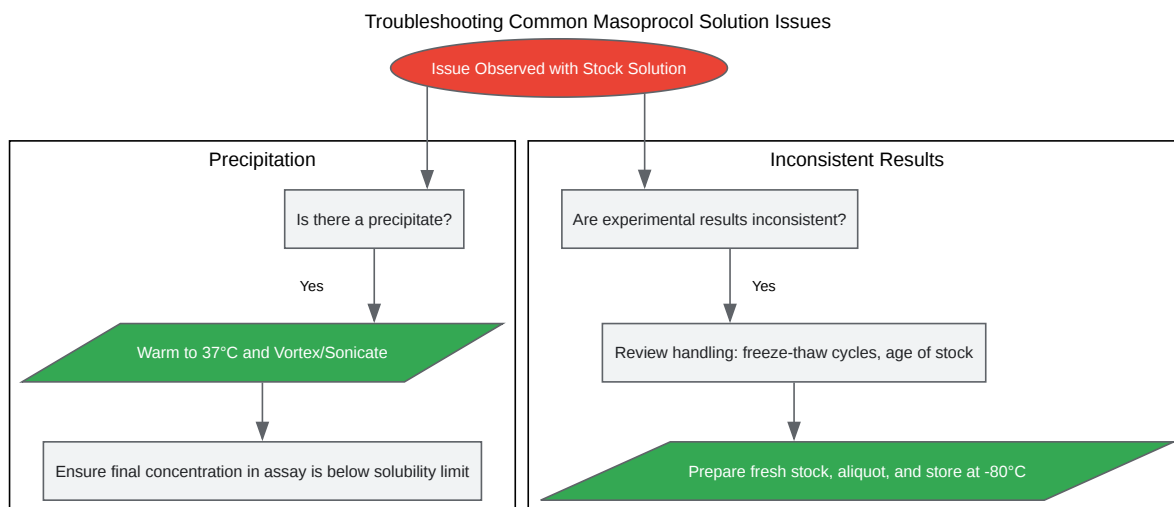 Troubleshooting Common Masoprocol Solution Issues
Issue Observed with Stock Solution
Precipitation
Is there a precipitate?
Yes
Warm to 37°C and Vortex/Sonicate
Ensure final concentration in assay is below solubility limit
Inconsistent Results
Are experimental results inconsistent?
Yes
Review handling: freeze-thaw cycles, age of stock
Prepare fresh stock, aliquot, and store at -80°C